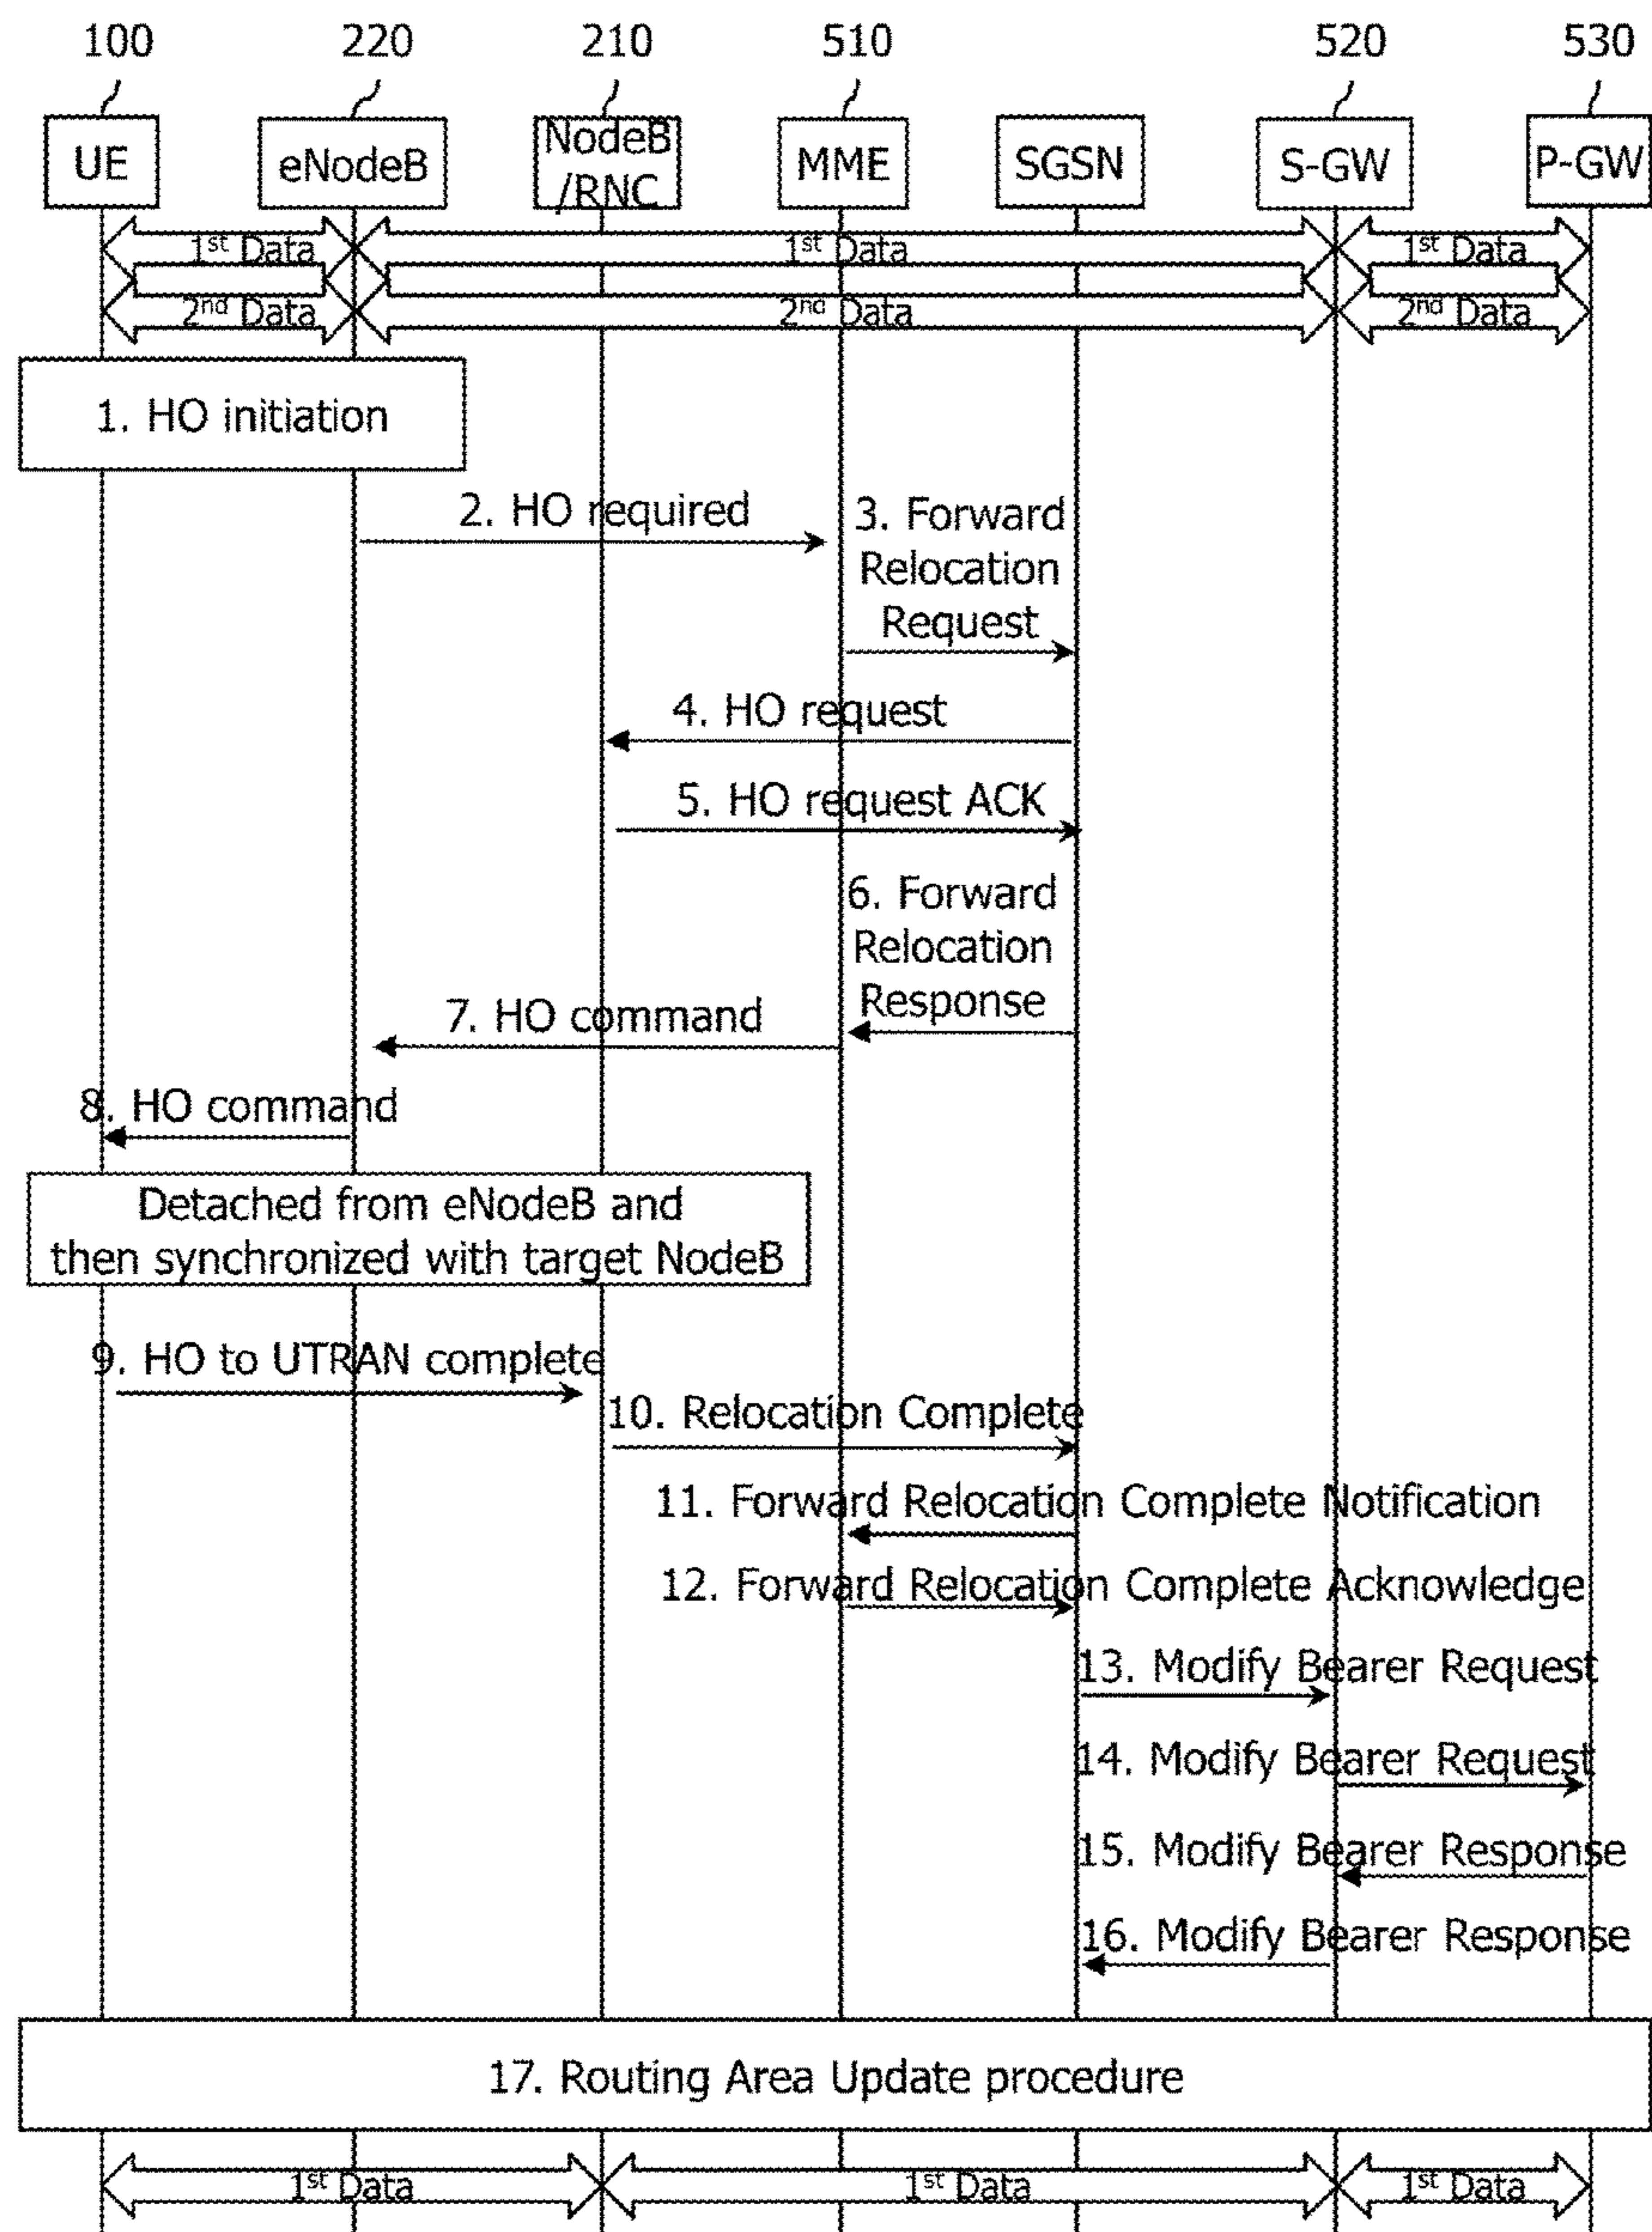 100 220 210 510 520 530
UE eNodeB NodeB /RNC MME SGSN S-GW P-GW
1st Data 1st Data 1st Data
2nd Data 2nd Data 2nd Data
1. HO initiation
2. HO required
3. Forward
Relocation
Request
4. HO request
5. HO request ACK
6. Forward
Relocation
Response
7. HO command
8. HO command
Detached from eNodeB and
then synchronized with target NodeB
9. HO to UTRAN complete
10. Relocation Complete
11. Forward Relocation Complete Notification
12. Forward Relocation Complete Acknowledge
13. Modify Bearer Request
14. Modify Bearer Request
15. Modify Bearer Response
16. Modify Bearer Response
17. Routing Area Update procedure
1st Data 1st Data 1st Data